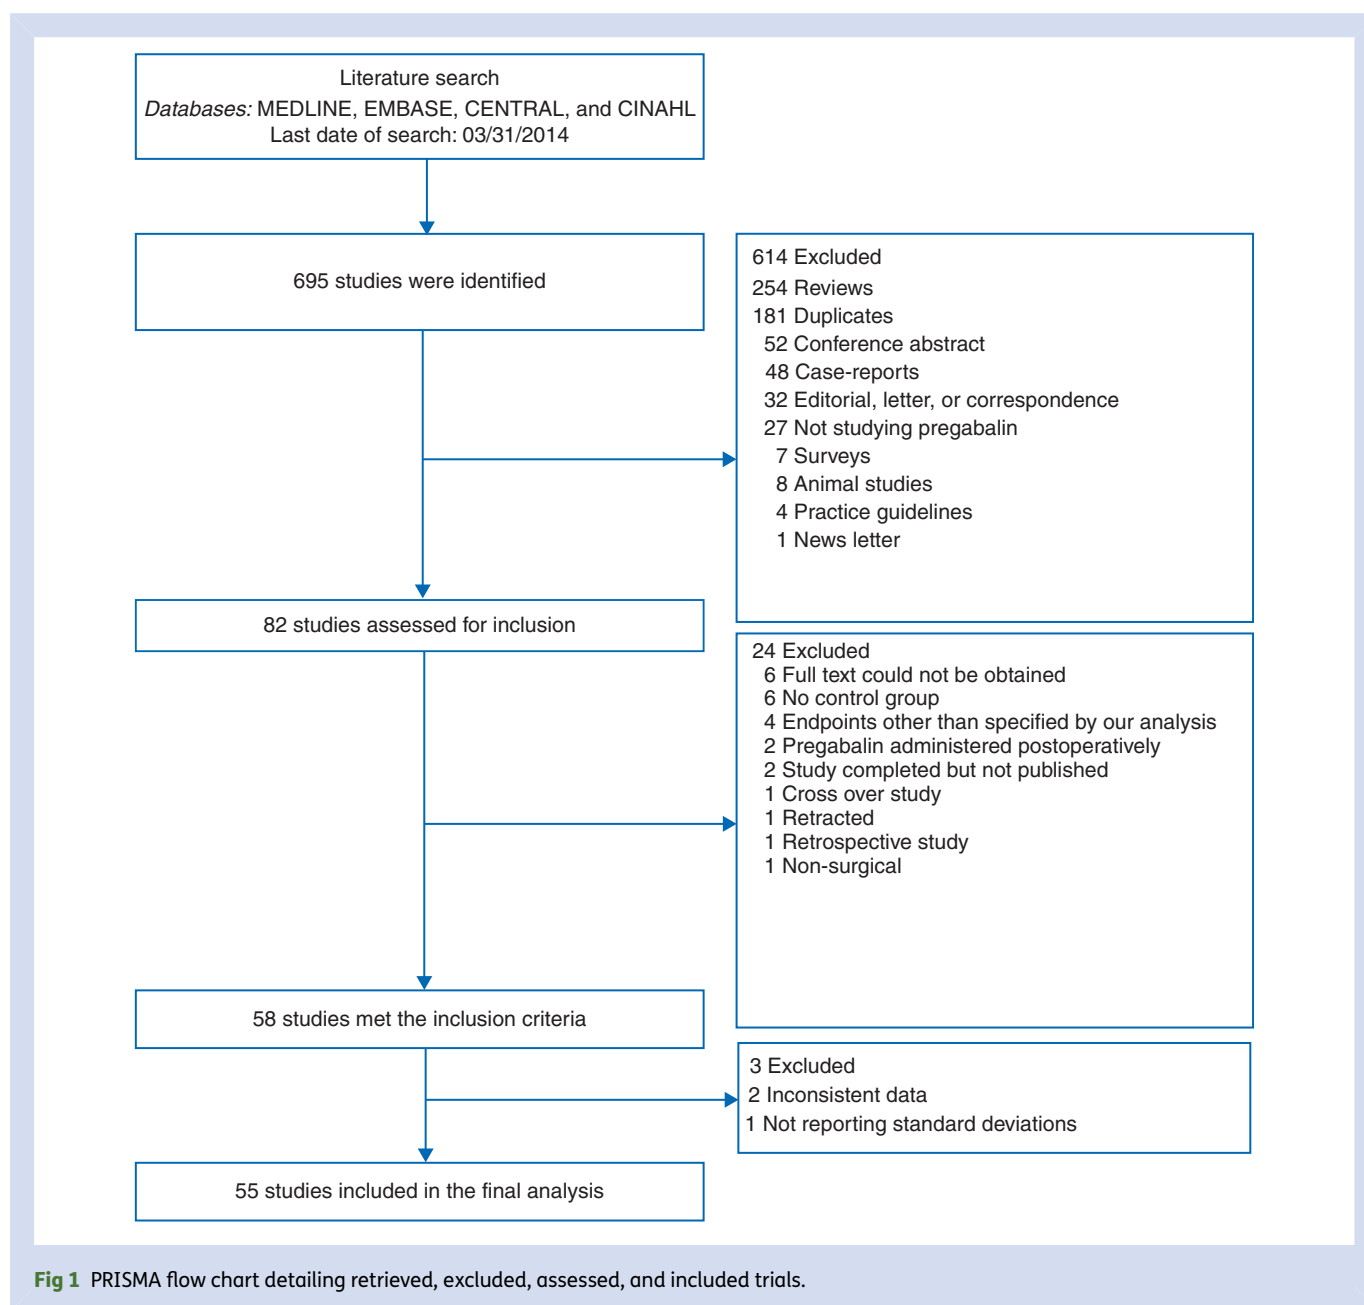 Literature search
Databases: MEDLINE, EMBASE, CENTRAL, and CINAHL
Last date of search: 03/31/2014
695 studies were identified
614 Excluded
254 Reviews
181 Duplicates
52 Conference abstract
48 Case-reports
32 Editorial, letter, or correspondence
27 Not studying pregabalin
7 Surveys
8 Animal studies
4 Practice guidelines
1 News letter
82 studies assessed for inclusion
24 Excluded
6 Full text could not be obtained
6 No control group
4 Endpoints other than specified by our analysis
2 Pregabalin administered postoperatively
2 Study completed but not published
1 Cross over study
1 Retracted
1 Retrospective study
1 Non-surgical
58 studies met the inclusion criteria
3 Excluded
2 Inconsistent data
1 Not reporting standard deviations
55 studies included in the final analysis
Fig 1 PRISMA flow chart detailing retrieved, excluded, assessed, and included trials.